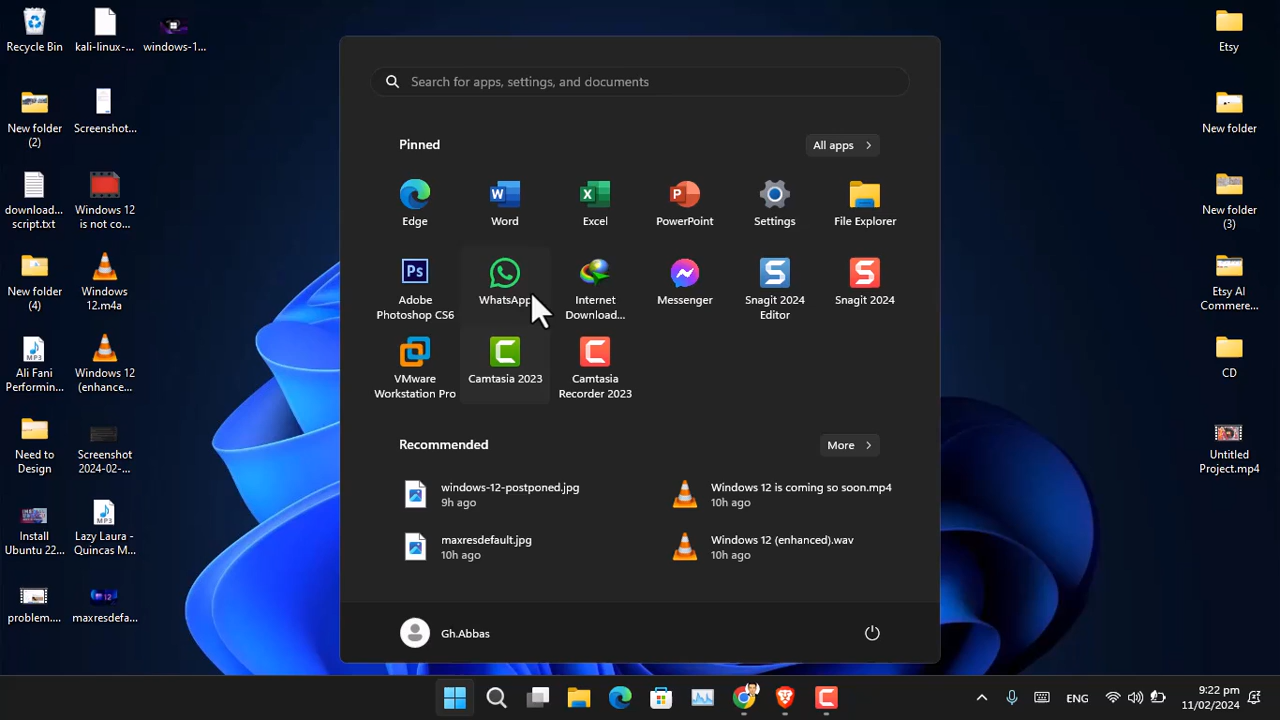 Recycle Bin
kali-linux-...
windows-1...
New folder
(2)
Screenshot...
download...
script.txt
Windows 12
is not co...
New folder
(4)
Windows
12.m4a
Ali Fani
Performin...
Windows 12
(enhance...
Need to
Design
Screenshot
2024-02-...
Install
Ubuntu 22...
Lazy Laura -
Quincas M...
problem....
maxresdefa...
Search for apps, settings, and documents
Pinned
All apps
Edge
Word
Excel
PowerPoint
Settings
File Explorer
Adobe
Photoshop CS6
WhatsApp
Internet
Download...
Messenger
Snagit 2024
Editor
Snagit 2024
VMware
Workstation Pro
Camtasia 2023
Camtasia
Recorder 2023
Recommended
More
windows-12-postponed.jpg
9h ago
Windows 12 is coming so soon.mp4
10h ago
maxresdefault.jpg
10h ago
Windows 12 (enhanced).wav
10h ago
Gh.Abbas
Etsy
New folder
New folder
(3)
Etsy AI
Commere...
CD
Untitled
Project.mp4
ENG
9:22 pm
11/02/2024